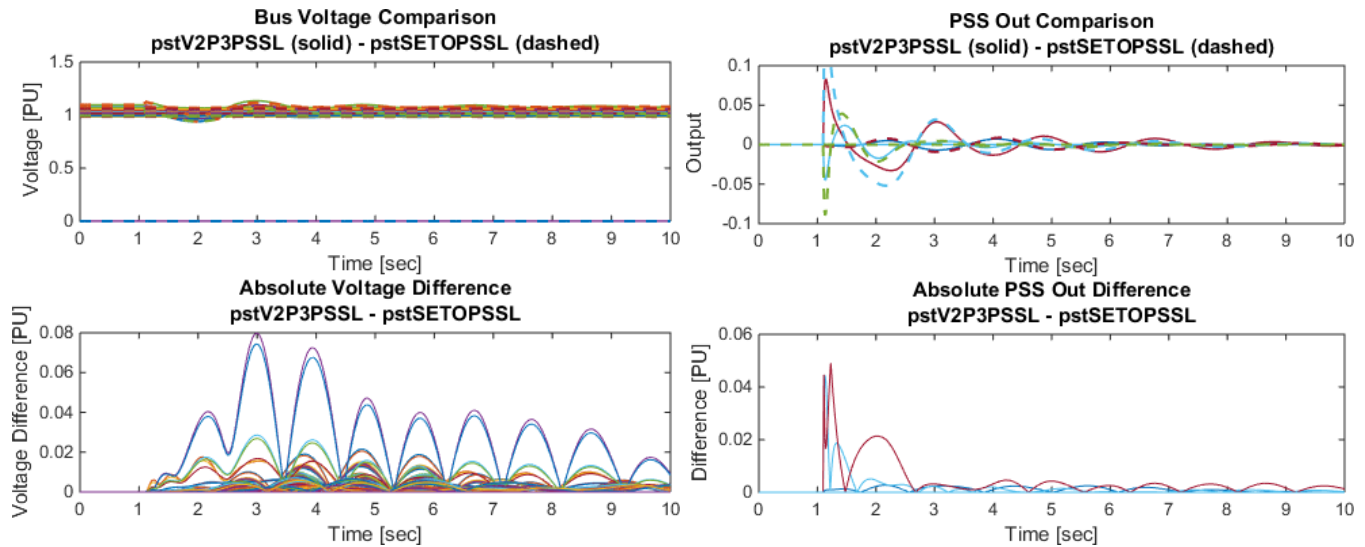 Bus Voltage Comparison
pstV2P3PSSL (solid) - pstSETOPSSL (dashed)
Voltage [PU]
1.5
1
0.5
0
0 1 2 3 4 5 6 7 8 9 10
Time [sec]
PSS Out Comparison
pstV2P3PSSL (solid) - pstSETOPSSL (dashed)
Output
0.1
0.05
0
-0.05
-0.1
0 1 2 3 4 5 6 7 8 9 10
Time [sec]
Absolute Voltage Difference
pstV2P3PSSL - pstSETOPSSL
Voltage Difference [PU]
0.08
0.06
0.04
0.02
0
0 1 2 3 4 5 6 7 8 9 10
Time [sec]
Absolute PSS Out Difference
pstV2P3PSSL - pstSETOPSSL
Difference [PU]
0.06
0.04
0.02
0
0 1 2 3 4 5 6 7 8 9 10
Time [sec]